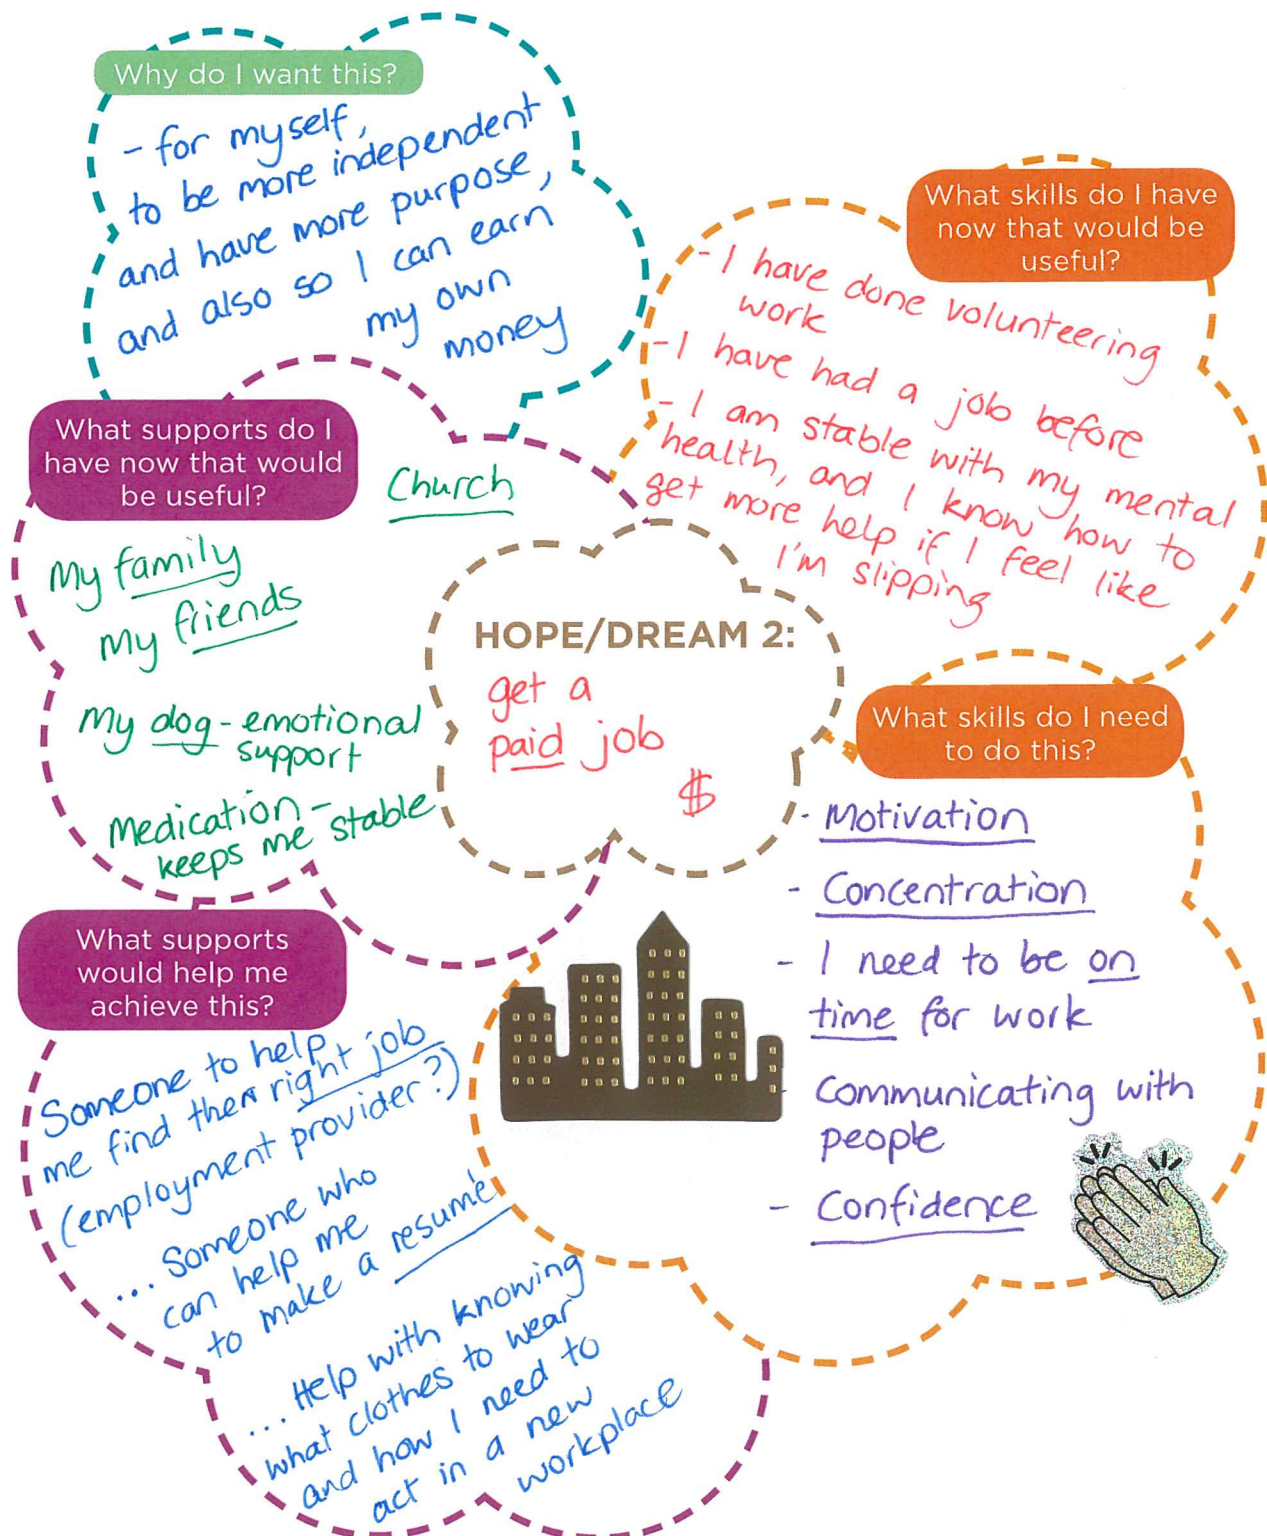 Why do I want this?
- for myself,
to be more independent
and have more purpose,
and also so I can earn
my own
money
What skills do I have
now that would be
useful?
- I have done volunteering
work
- I have had a job before
- I am stable with my mental
health, and I know how to
get more help if I feel like
I'm slipping
What supports do I
have now that would
be useful?
Church
My family
My friends
My dog - emotional
support
Medication -
keeps me stable
HOPE/DREAM 2:
get a
paid job
$
What skills do I need
to do this?
- Motivation
- Concentration
- I need to be on
time for work
- Communicating with
people
- Confidence
What supports
would help me
achieve this?
Someone to help
me find the right job
(employment provider?)
... Someone who
can help me
to make a resumé
... Help with knowing
what clothes to wear
and how I need to
act in a new
workplace